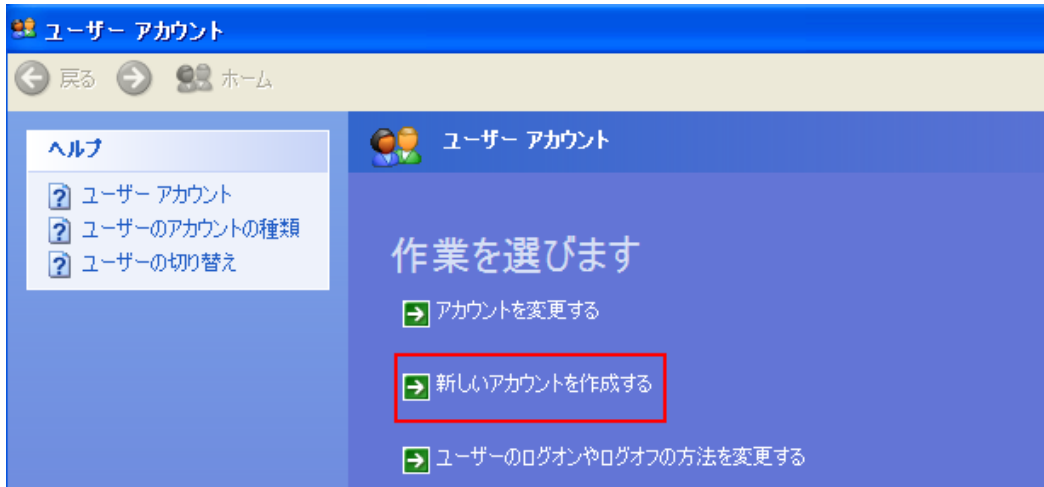 ユーザー アカウント
戻る ホーム
ヘルプ
ユーザー アカウント
ユーザーのアカウントの種類
ユーザーの切り替え
ユーザー アカウント
作業を選びます
アカウントを変更する
新しいアカウントを作成する
ユーザーのログオンやログオフの方法を変更する